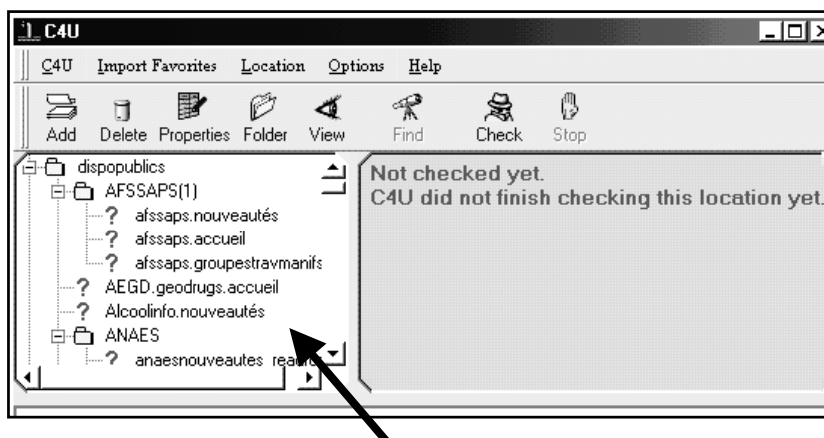 C4U
C4U Import Favorites Location Options Help
Add Delete Properties Folder View Find Check Stop
dispopublics
AFSSAPS(1)
afssaps.nouveautés
afssaps.accueil
afssaps.groupestravmanifs
AEGD.geodrugs.accueil
Alcoolinfo.nouveautés
ANAES
anaesnouveautes
Not checked yet.
C4U did not finish checking this location yet.